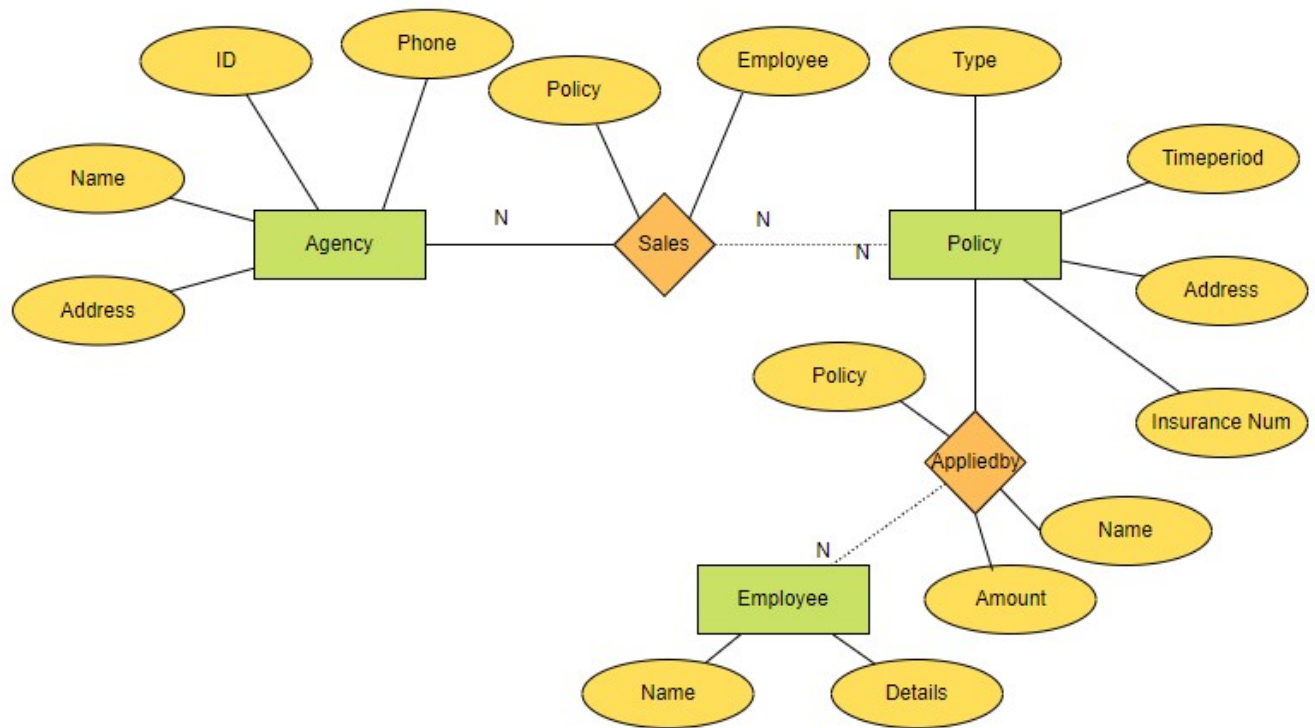 ID
Phone
Employee
Type
Policy
Timeperiod
Name
N
N
Agency
Sales
N
Policy
Address
Address
Policy
Insurance Num
Appliedby
Name
N
Employee
Amount
Name
Details